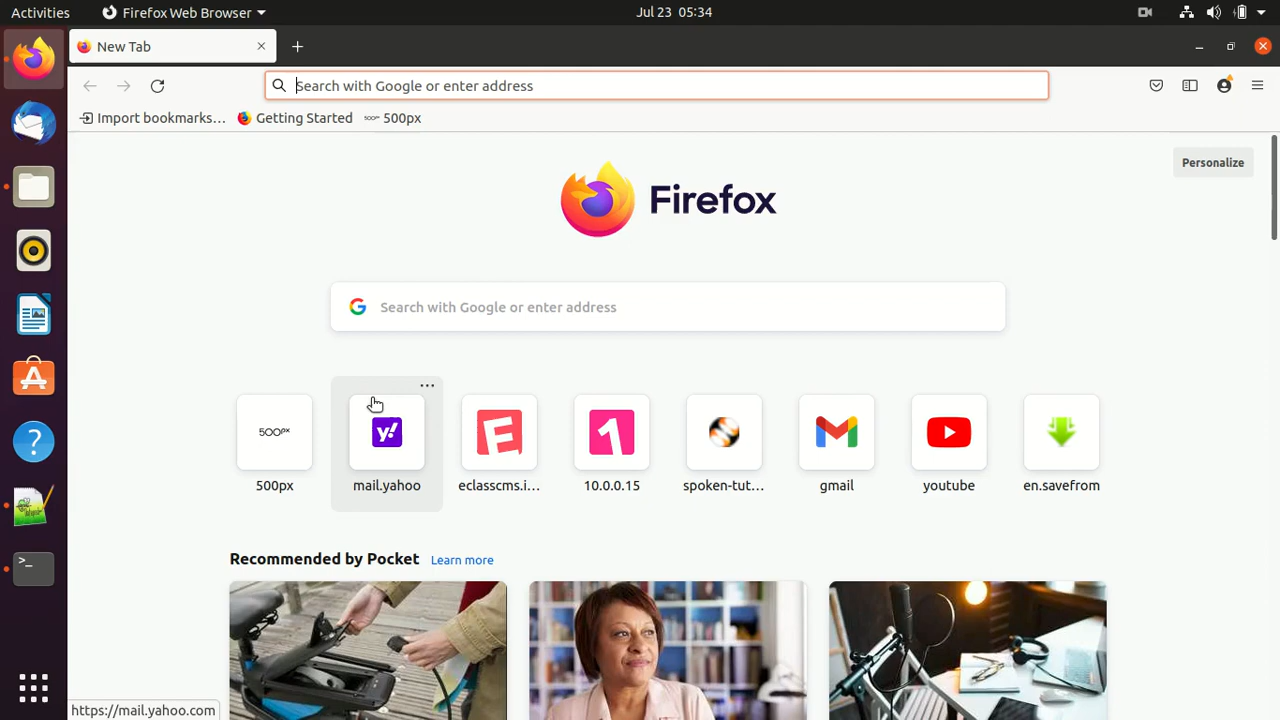 Activities Firefox Web Browser Jul 23 05:34
New Tab
Search with Google or enter address
Import bookmarks... Getting Started 500px 500px
Personalize
Firefox
Search with Google or enter address
500px
500px mail.yahoo eclasscms.i... 10.0.0.15 spoken-tut... gmail youtube en.savefrom
Recommended by Pocket Learn more
https://mail.yahoo.com